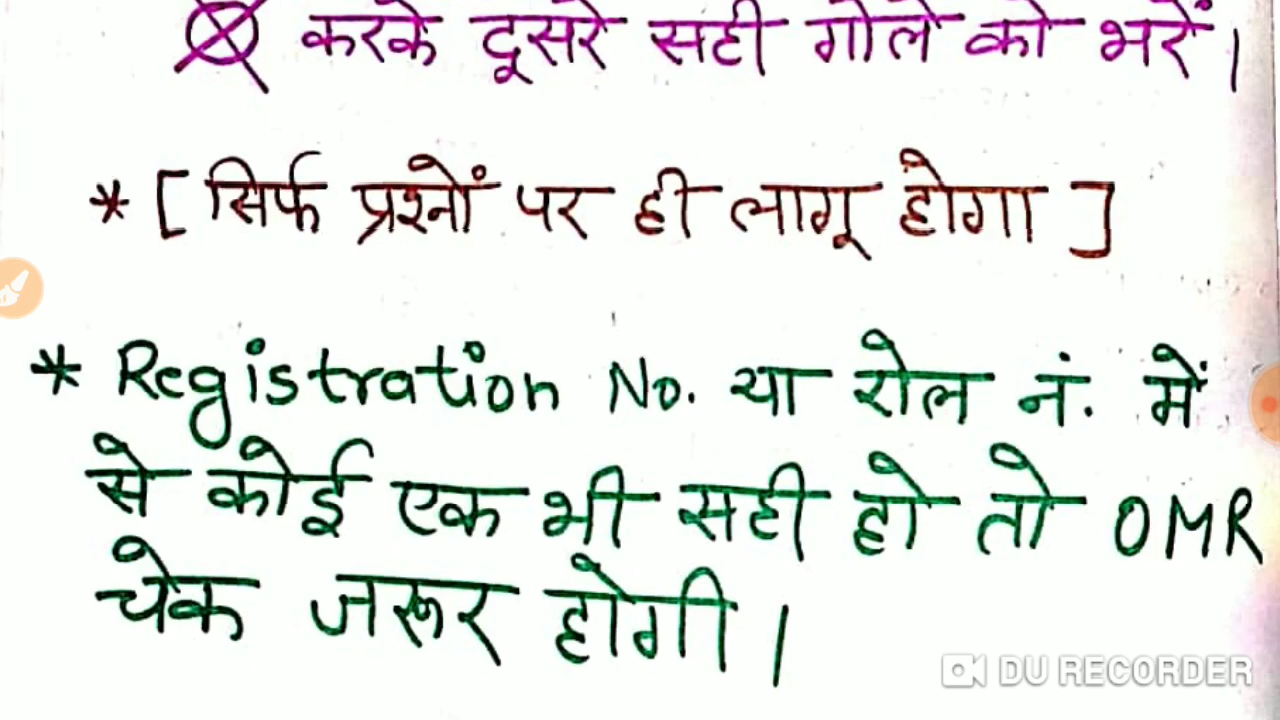 करके दूसरे सही गोले को भरें।
* [ सिर्फ प्रश्नों पर ही लागू होगा ]
* Registration No. या रोल नं. में
से कोई एक भी सही हो तो OMR
चेक जरूर होगी।
DU RECORDER